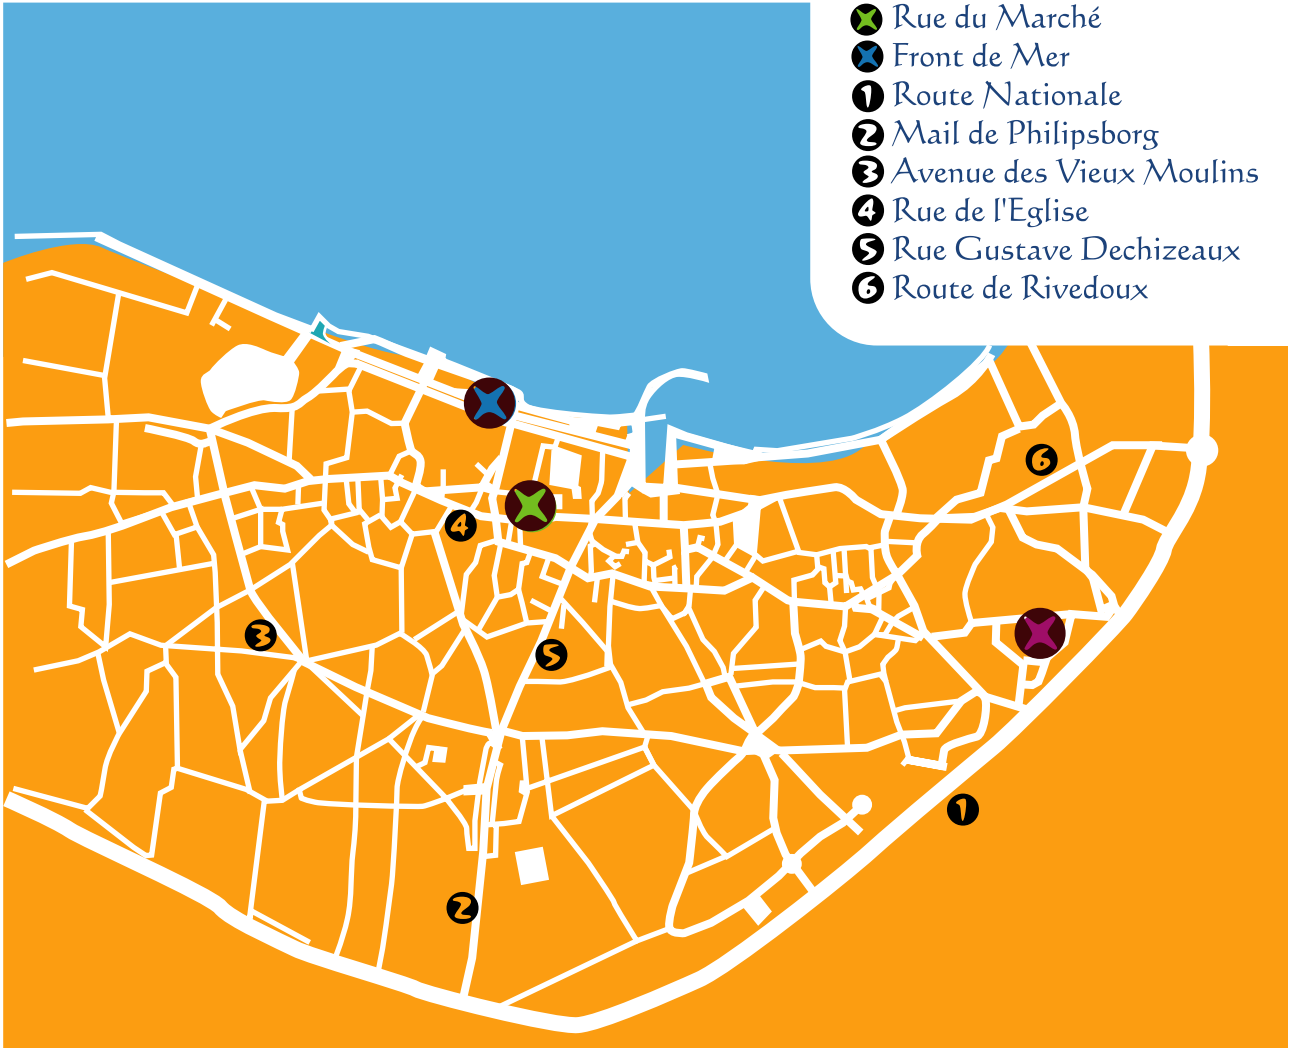 Rue du Marché
Front de Mer
1 Route Nationale
2 Mail de Philipsborg
3 Avenue des Vieux Moulins
4 Rue de l'Eglise
5 Rue Gustave Dechizeaux
6 Route de Rivedoux
6
4
3
5
1
2